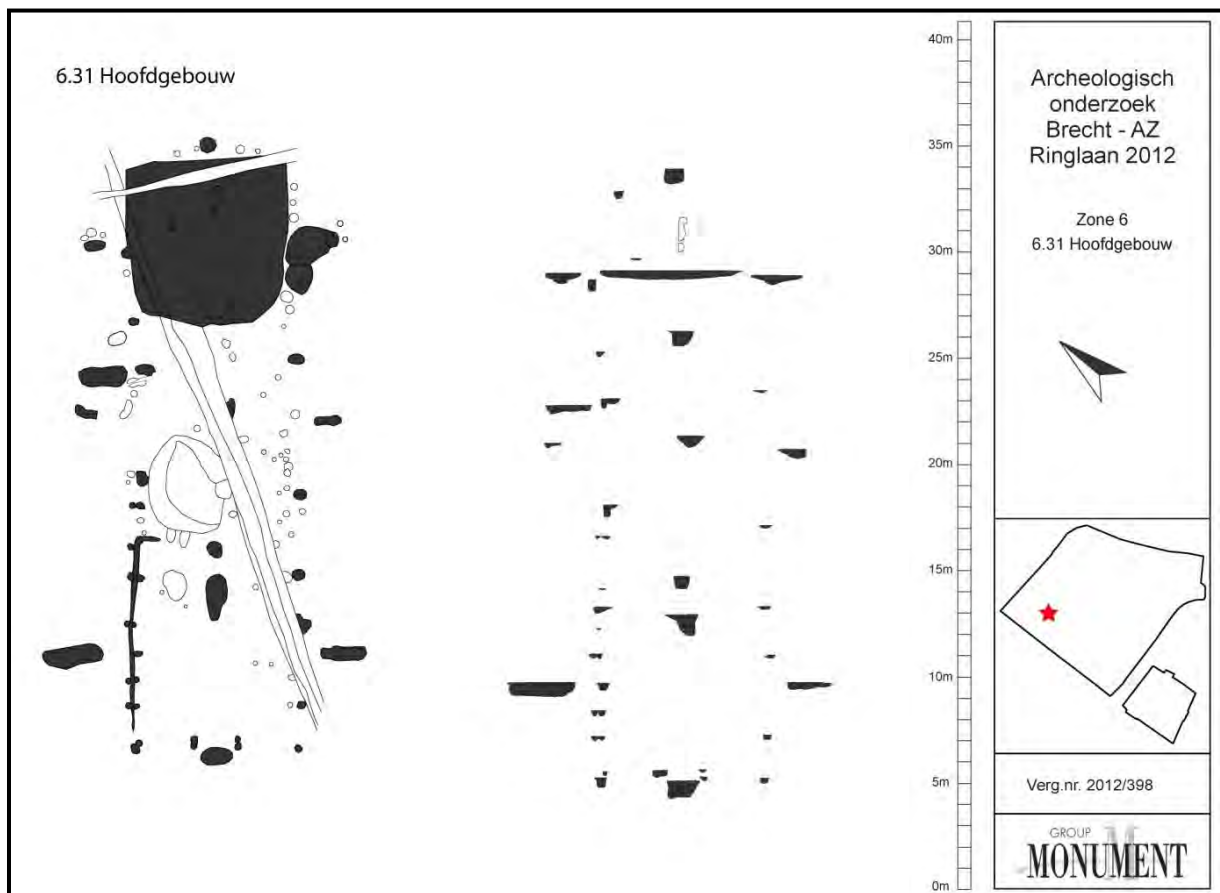 6.31 Hoofdgebouw
40m
35m
30m
25m
20m
15m
10m
5m
0m
Archeologisch
onderzoek
Brecht - AZ
Ringlaan 2012
Zone 6
6.31 Hoofdgebouw
Verg.nr. 2012/398
GROUP
M
MONUMENT